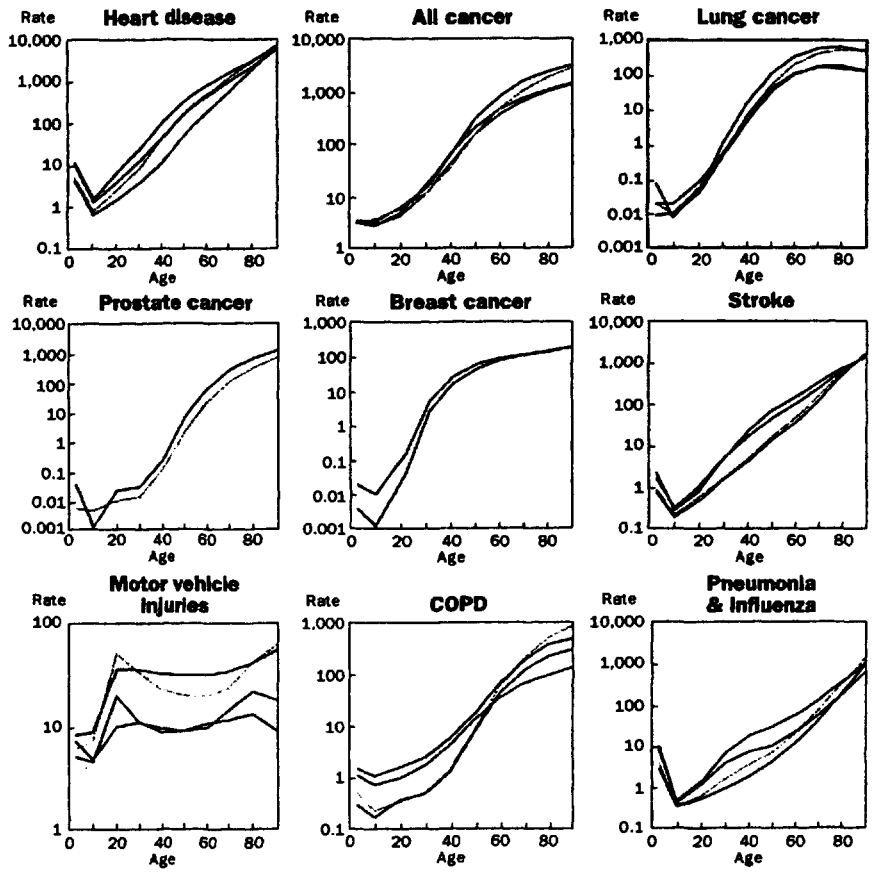 Rate Heart disease
10,000
1,000
100
10
1
0.1
0 20 40 60 80
Age
Rate All cancer
10,000
1,000
100
10
1
0 20 40 60 80
Age
Rate Lung cancer
1,000
100
10
1
0.1
0.01
0.001
0 20 40 60 80
Age
Rate Prostate cancer
10,000
1,000
100
10
1
0.1
0.01
0.001
0 20 40 60 80
Age
Rate Breast cancer
1,000
100
10
1
0.1
0.01
0.001
0 20 40 60 80
Age
Rate Stroke
10,000
1,000
100
10
1
0.1
0 20 40 60 80
Age
Motor vehicle
Rate injuries
100
10
1
0 20 40 60 80
Age
Rate COPD
1,000
100
10
1
0.1
0 20 40 60 80
Age
Pneumonia
Rate & influenza
10,000
1,000
100
10
1
0.1
0 20 40 60 80
Age